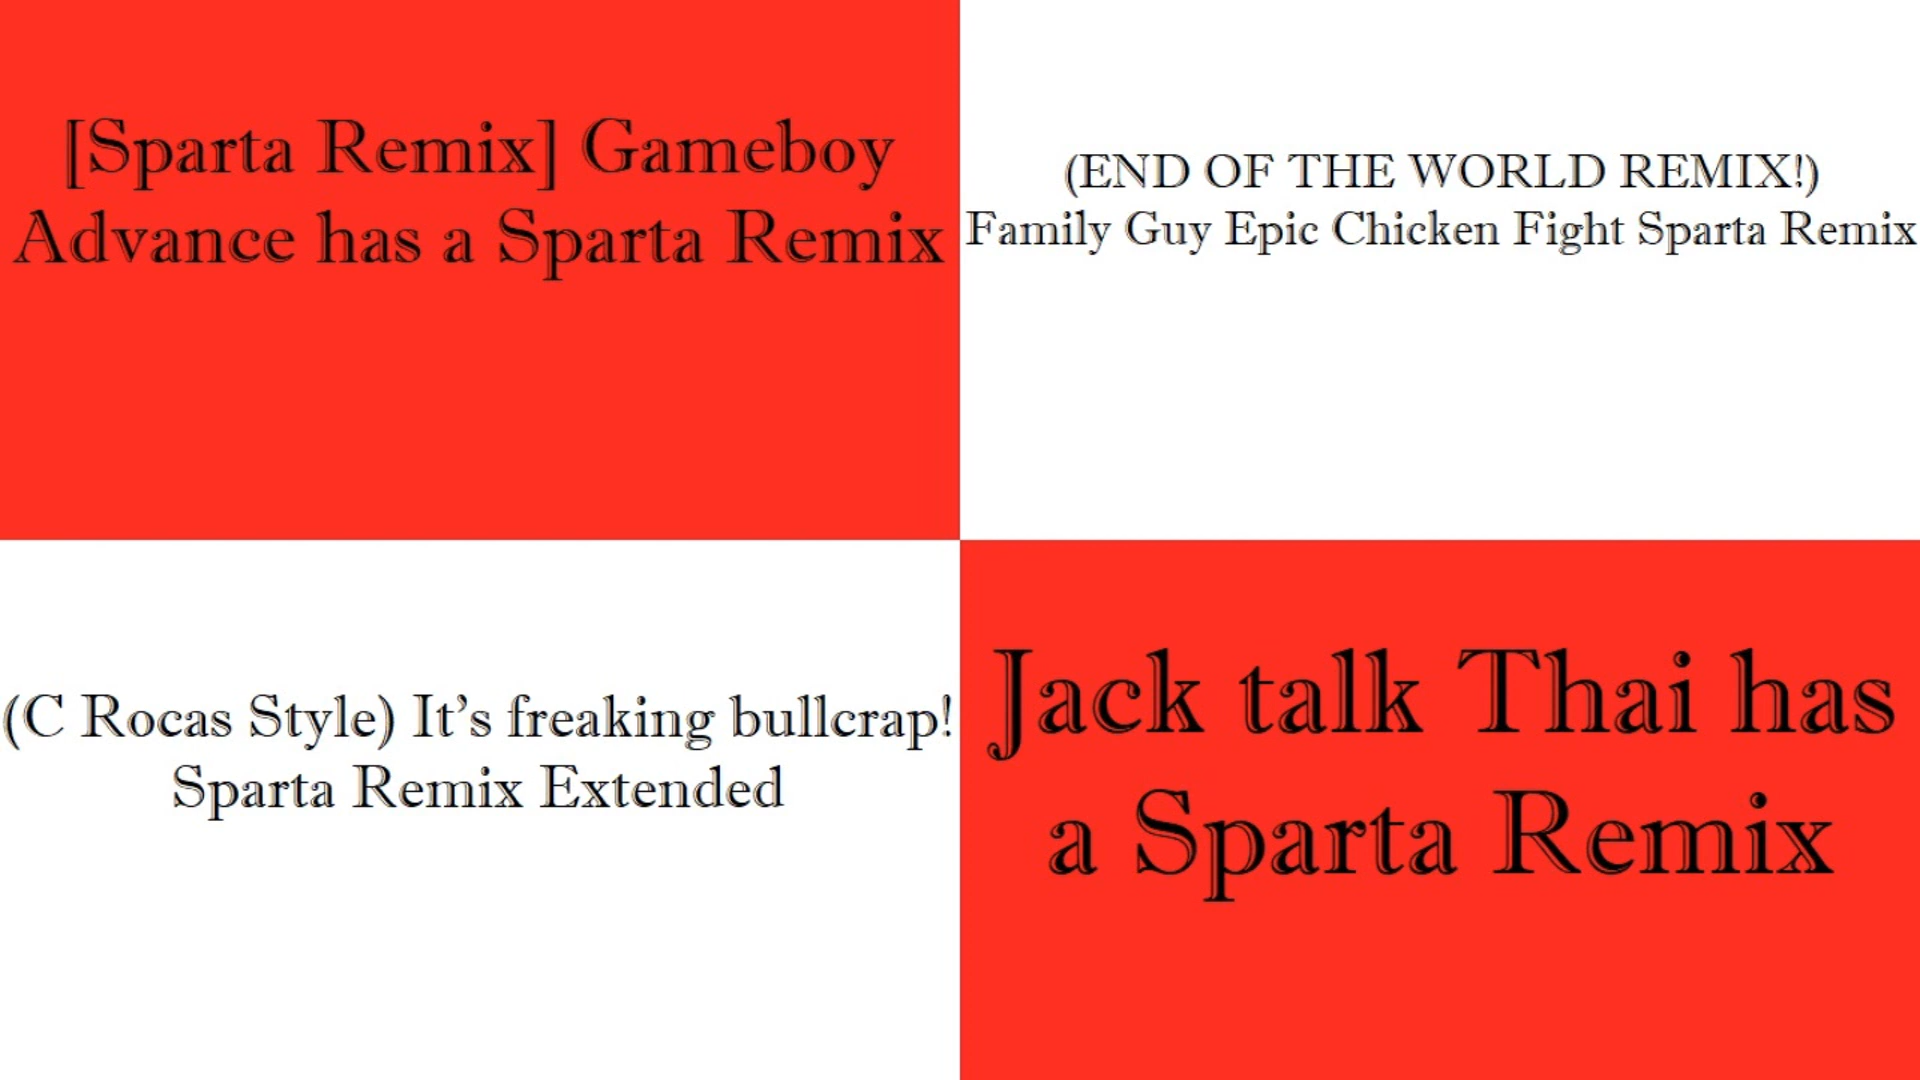 [Sparta Remix] Gameboy
Advance has a Sparta Remix
(END OF THE WORLD REMIX!)
Family Guy Epic Chicken Fight Sparta Remix
(C Rocas Style) It’s freaking bullcrap!
Sparta Remix Extended
Jack talk Thai has
a Sparta Remix